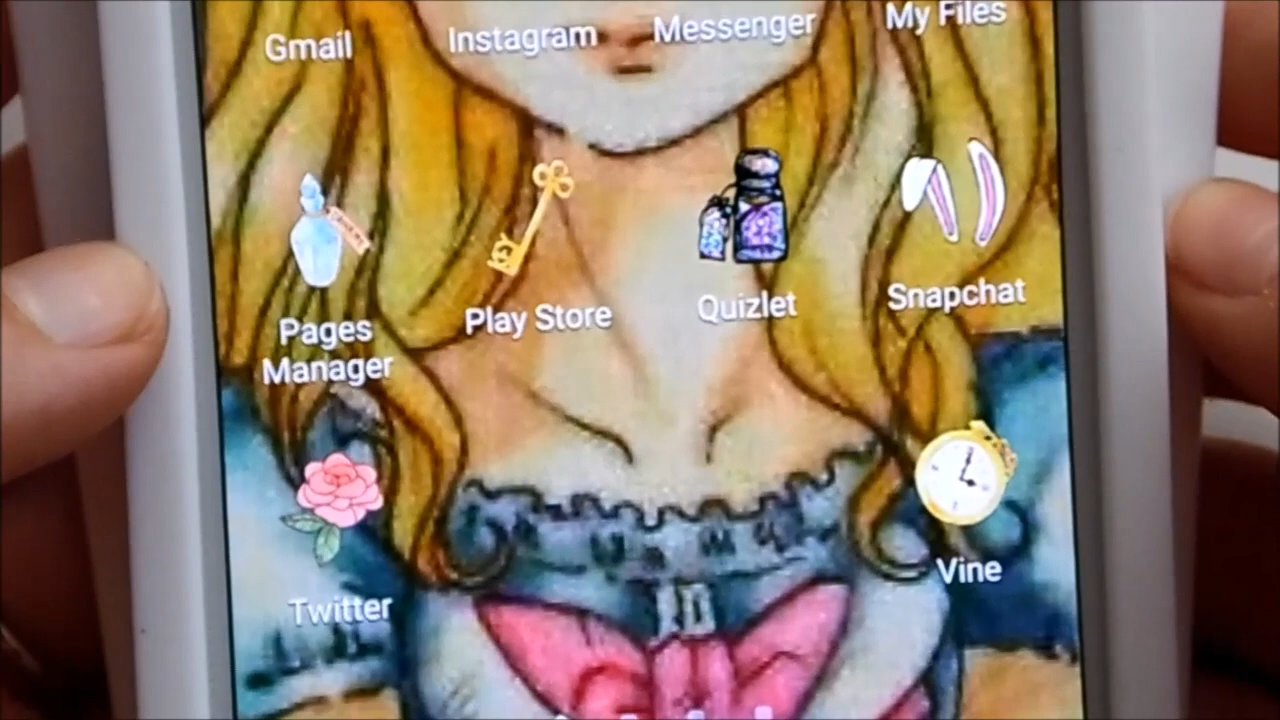 Gmail
Instagram
Messenger
My Files
Pages
Manager
Play Store
Quizlet
Snapchat
Twitter
Vine